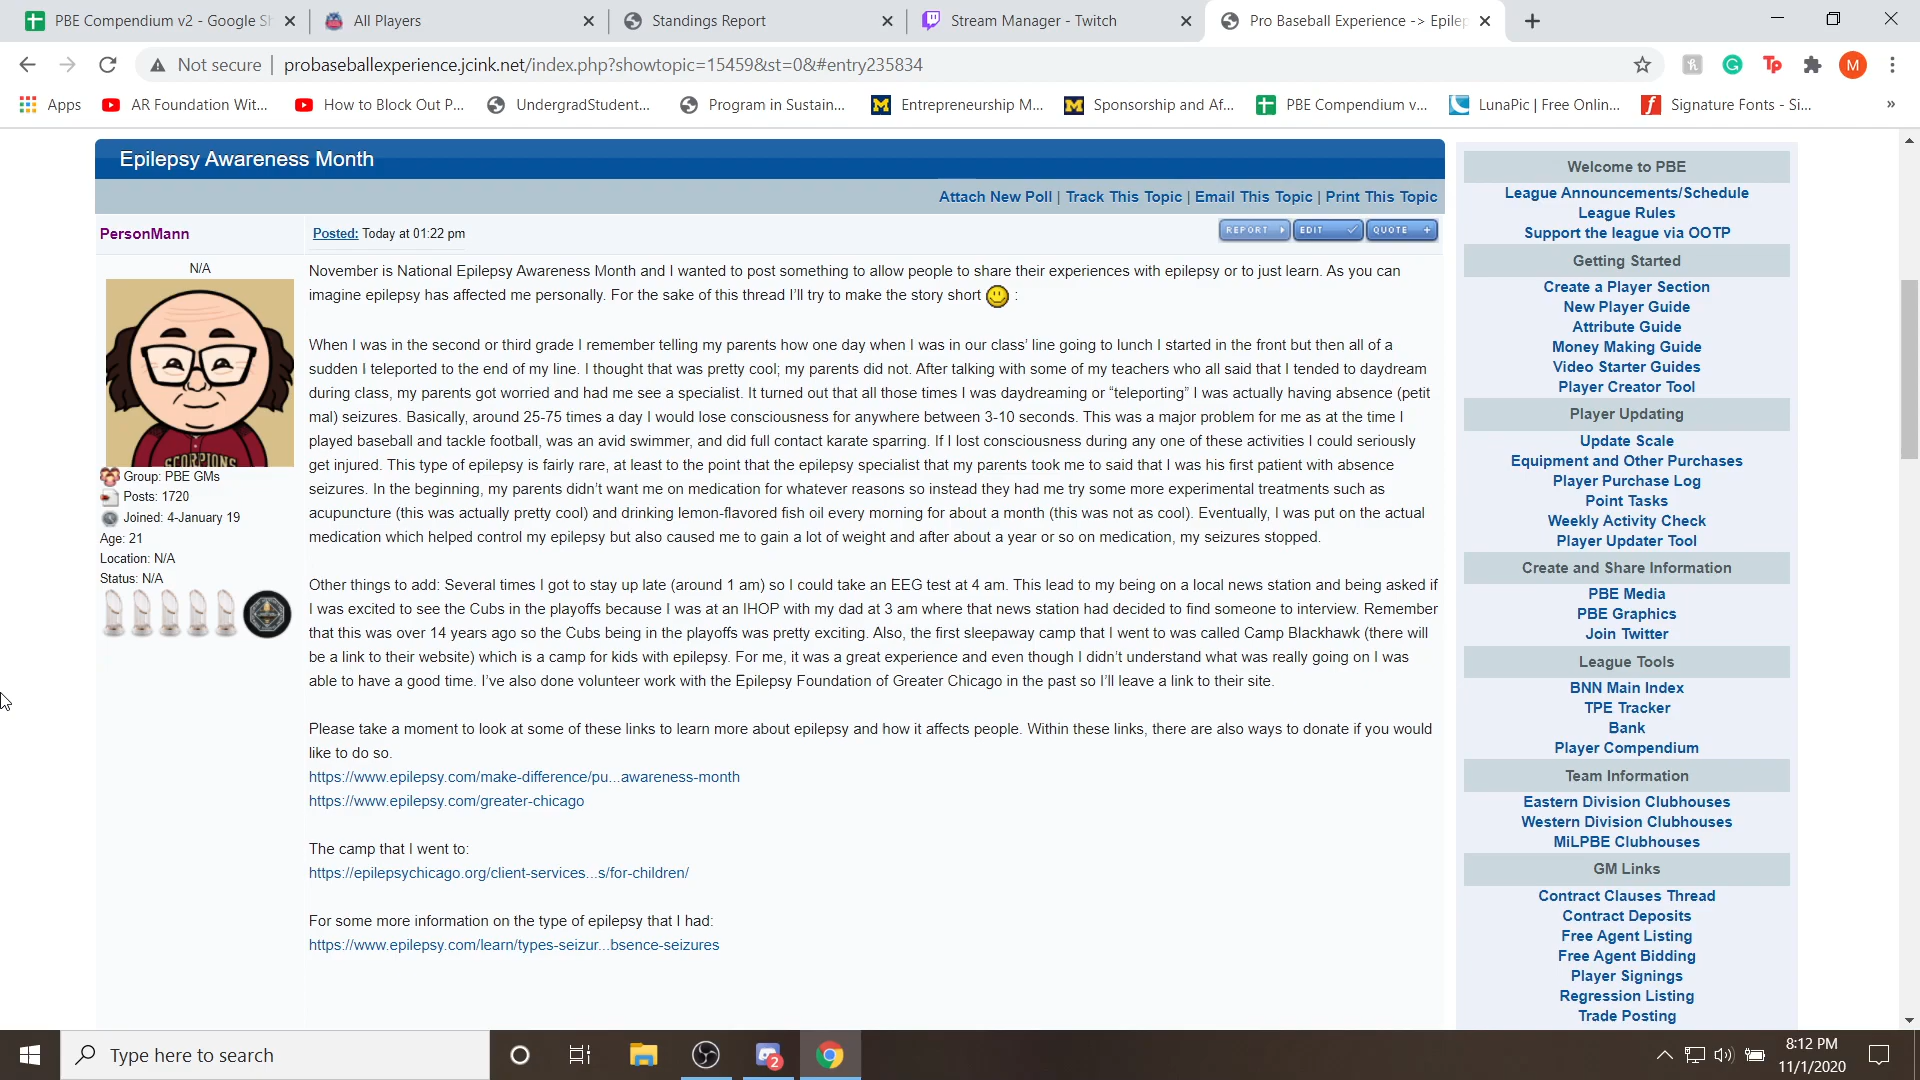 PBE Compendium v2 - Google Sh
All Players
Standings Report
Stream Manager - Twitch
Pro Baseball Experience -> Epilep
Not secure | probaseballexperience.jcink.net/index.php?showtopic=15459&st=0&#entry235834
Apps
AR Foundation Wit...
How to Block Out P...
UndergradStudent...
Program in Sustain...
Entrepreneurship M...
Sponsorship and Af...
PBE Compendium v...
LunaPic | Free Onlin...
Signature Fonts - Si...
»
Epilepsy Awareness Month
Attach New Poll | Track This Topic | Email This Topic | Print This Topic
PersonMann
Posted: Today at 01:22 pm
REPORT
EDIT
QUOTE
N/A
SCORPIONS
Group: PBE GMs
Posts: 1720
Joined: 4-January 19
Age: 21
Location: N/A
Status: N/A
November is National Epilepsy Awareness Month and I wanted to post something to allow people to share their experiences with epilepsy or to just learn. As you can
imagine epilepsy has affected me personally. For the sake of this thread I’ll try to make the story short :
When I was in the second or third grade I remember telling my parents how one day when I was in our class’ line going to lunch I started in the front but then all of a
sudden I teleported to the end of my line. I thought that was pretty cool; my parents did not. After talking with some of my teachers who all said that I tended to daydream
during class, my parents got worried and had me see a specialist. It turned out that all those times I was daydreaming or “teleporting” I was actually having absence (petit
mal) seizures. Basically, around 25-75 times a day I would lose consciousness for anywhere between 3-10 seconds. This was a major problem for me as at the time I
played baseball and tackle football, was an avid swimmer, and did full contact karate sparring. If I lost consciousness during any one of these activities I could seriously
get injured. This type of epilepsy is fairly rare, at least to the point that the epilepsy specialist that my parents took me to said that I was his first patient with absence
seizures. In the beginning, my parents didn’t want me on medication for whatever reasons so instead they had me try some more experimental treatments such as
acupuncture (this was actually pretty cool) and drinking lemon-flavored fish oil every morning for about a month (this was not as cool). Eventually, I was put on the actual
medication which helped control my epilepsy but also caused me to gain a lot of weight and after about a year or so on medication, my seizures stopped.
Other things to add: Several times I got to stay up late (around 1 am) so I could take an EEG test at 4 am. This lead to my being on a local news station and being asked if
I was excited to see the Cubs in the playoffs because I was at an IHOP with my dad at 3 am where that news station had decided to find someone to interview. Remember
that this was over 14 years ago so the Cubs being in the playoffs was pretty exciting. Also, the first sleepaway camp that I went to was called Camp Blackhawk (there will
be a link to their website) which is a camp for kids with epilepsy. For me, it was a great experience and even though I didn’t understand what was really going on I was
able to have a good time. I’ve also done volunteer work with the Epilepsy Foundation of Greater Chicago in the past so I’ll leave a link to their site.
Please take a moment to look at some of these links to learn more about epilepsy and how it affects people. Within these links, there are also ways to donate if you would
like to do so.
https://www.epilepsy.com/make-difference/pu...awareness-month
https://www.epilepsy.com/greater-chicago
The camp that I went to:
https://epilepsychicago.org/client-services...s/for-children/
For some more information on the type of epilepsy that I had:
https://www.epilepsy.com/learn/types-seizur...bsence-seizures
Welcome to PBE
League Announcements/Schedule
League Rules
Support the league via OOTP
Getting Started
Create a Player Section
New Player Guide
Attribute Guide
Money Making Guide
Video Starter Guides
Player Creator Tool
Player Updating
Update Scale
Equipment and Other Purchases
Player Purchase Log
Point Tasks
Weekly Activity Check
Player Updater Tool
Create and Share Information
PBE Media
PBE Graphics
Join Twitter
League Tools
BNN Main Index
TPE Tracker
Bank
Player Compendium
Team Information
Eastern Division Clubhouses
Western Division Clubhouses
MiLPBE Clubhouses
GM Links
Contract Clauses Thread
Contract Deposits
Free Agent Listing
Free Agent Bidding
Player Signings
Regression Listing
Trade Posting
Type here to search
2
8:12 PM
11/1/2020